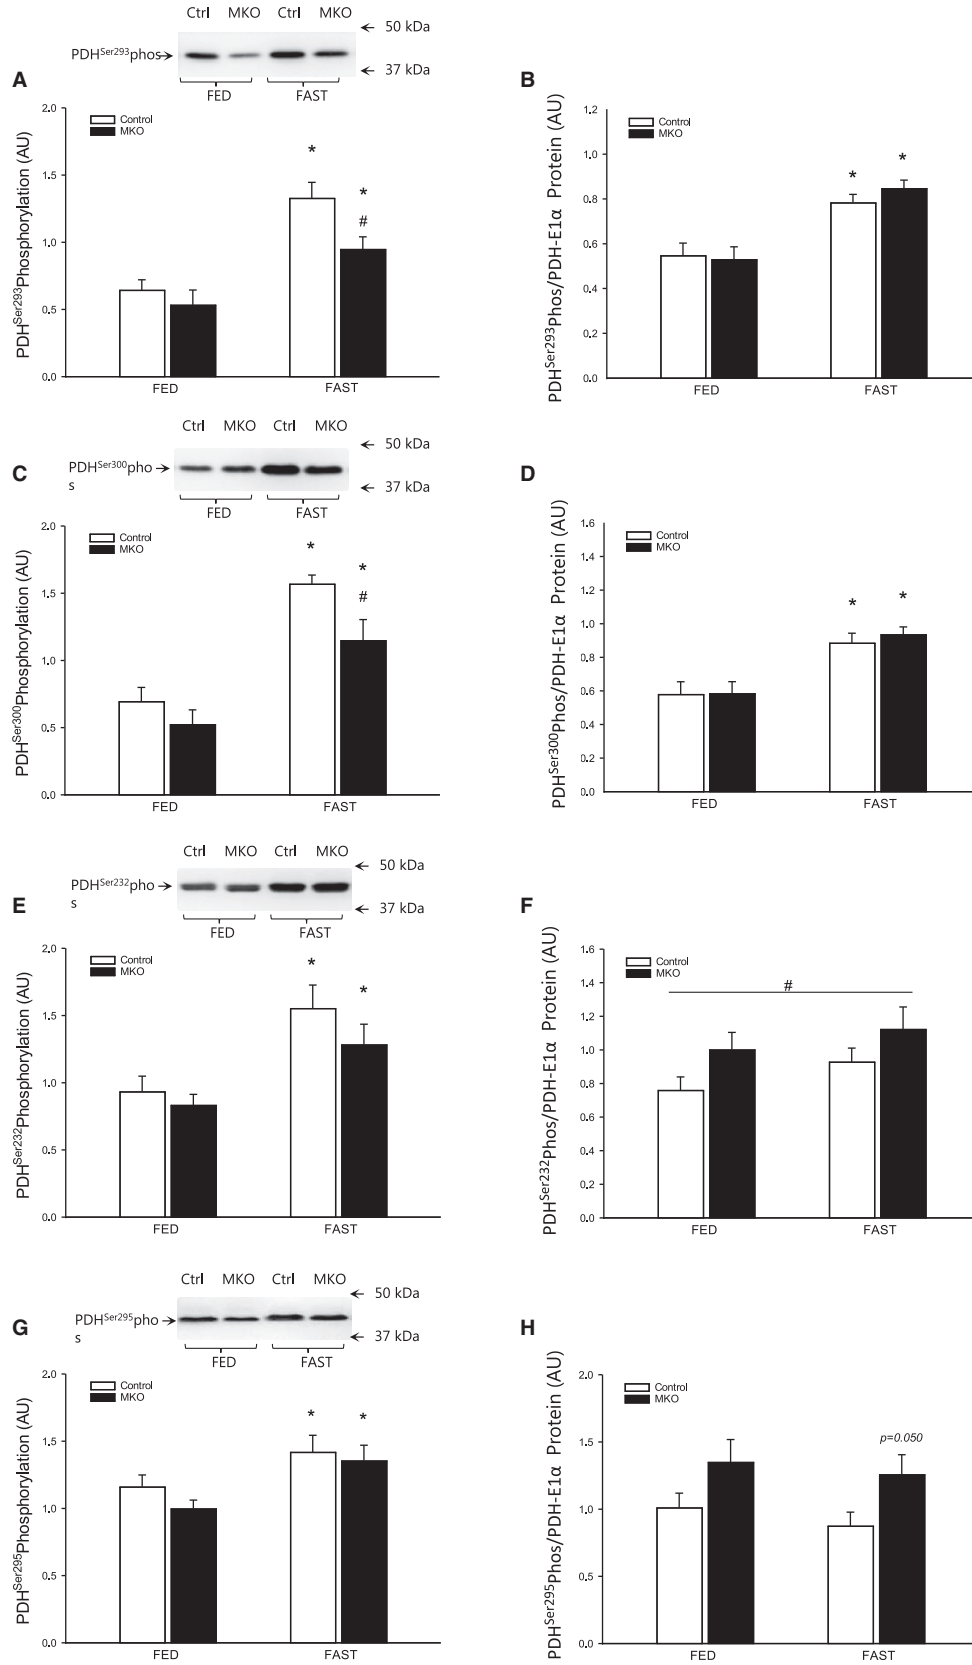 Ctrl MKO Ctrl MKO
← 50 kDa
PDHSer293phos→
← 37 kDa
FED FAST
A
2.0
1.5
1.0
0.5
0.0
PDHSer293Phosphorylation (AU)
Control
MKO
*
*
#
FED FAST
B
1.2
1.0
0.8
0.6
0.4
0.2
0.0
PDHSer293Phos/PDH-E1α Protein (AU)
Control
MKO
* *
FED FAST
Ctrl MKO Ctrl MKO
← 50 kDa
PDHSer300pho→
s
← 37 kDa
FED FAST
C
2.0
1.5
1.0
0.5
0.0
PDHSer300Phosphorylation (AU)
Control
MKO
*
*
#
FED FAST
D
1.6
1.4
1.2
1.0
0.8
0.6
0.4
0.2
0.0
PDHSer300Phos/PDH-E1α Protein (AU)
Control
MKO
* *
FED FAST
Ctrl MKO Ctrl MKO
← 50 kDa
PDHSer232pho→
s
← 37 kDa
FED FAST
E
2.0
1.5
1.0
0.5
0.0
PDHSer232Phosphorylation (AU)
Control
MKO
*
*
FED FAST
F
1.6
1.4
1.2
1.0
0.8
0.6
0.4
0.2
0.0
PDHSer232Phos/PDH-E1α Protein (AU)
Control
MKO
#
FED FAST
Ctrl MKO Ctrl MKO
← 50 kDa
PDHSer295pho→
s
← 37 kDa
FED FAST
G
2.0
1.5
1.0
0.5
0.0
PDHSer295Phosphorylation (AU)
Control
MKO
* *
FED FAST
H
2.0
1.5
1.0
0.5
0.0
PDHSer295Phos/PDH-E1α Protein (AU)
Control
MKO
p=0.050
FED FAST